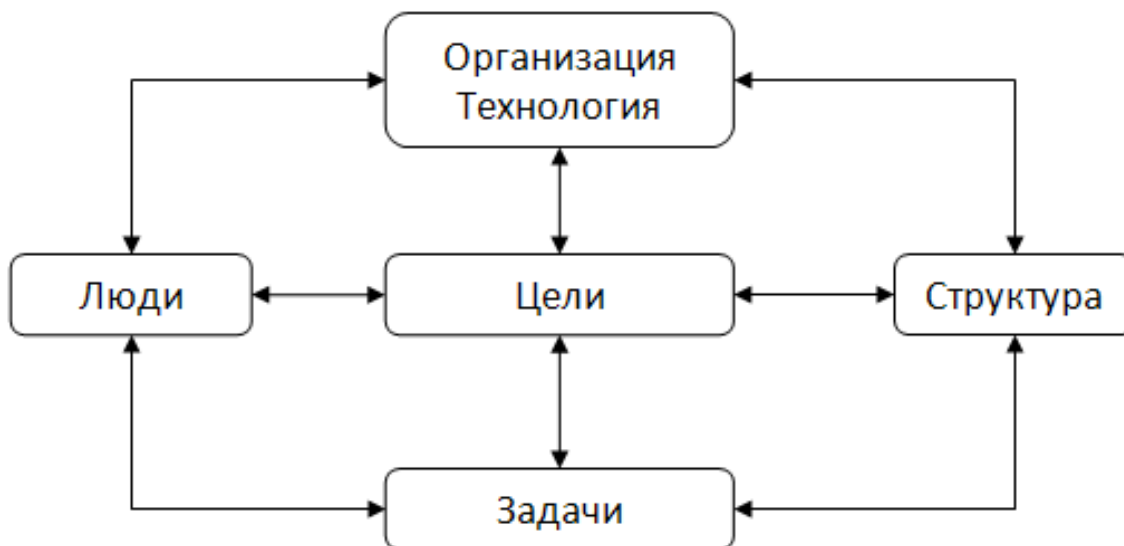 Организация
Технология
Люди
Цели
Структура
Задачи